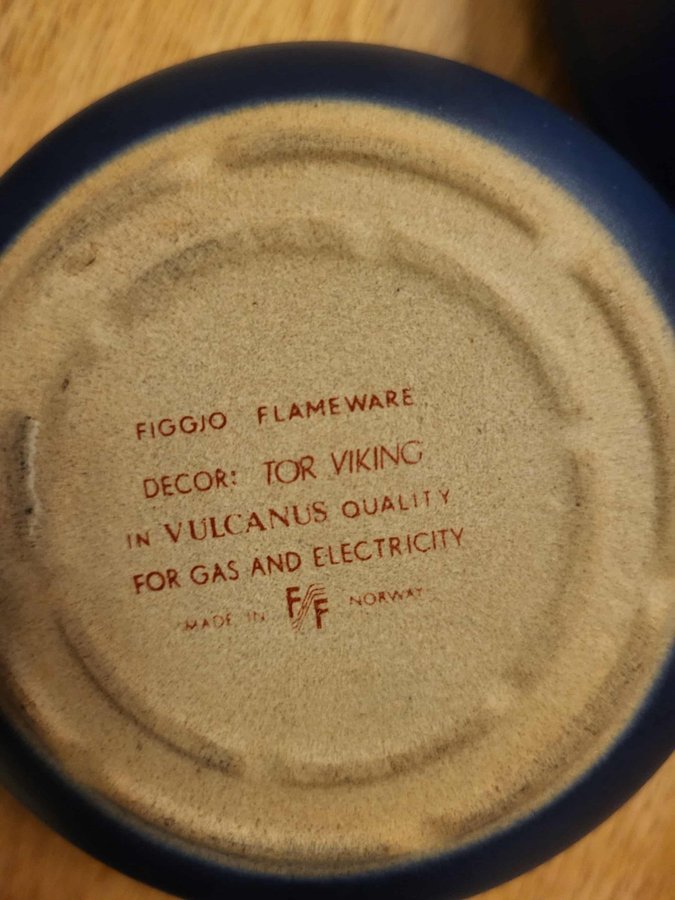 FIGGJO FLAMEWARE
DECOR: TOR VIKING
IN VULCANUS QUALITY
FOR GAS AND ELECTRICITY
MADE IN FF NORWAY